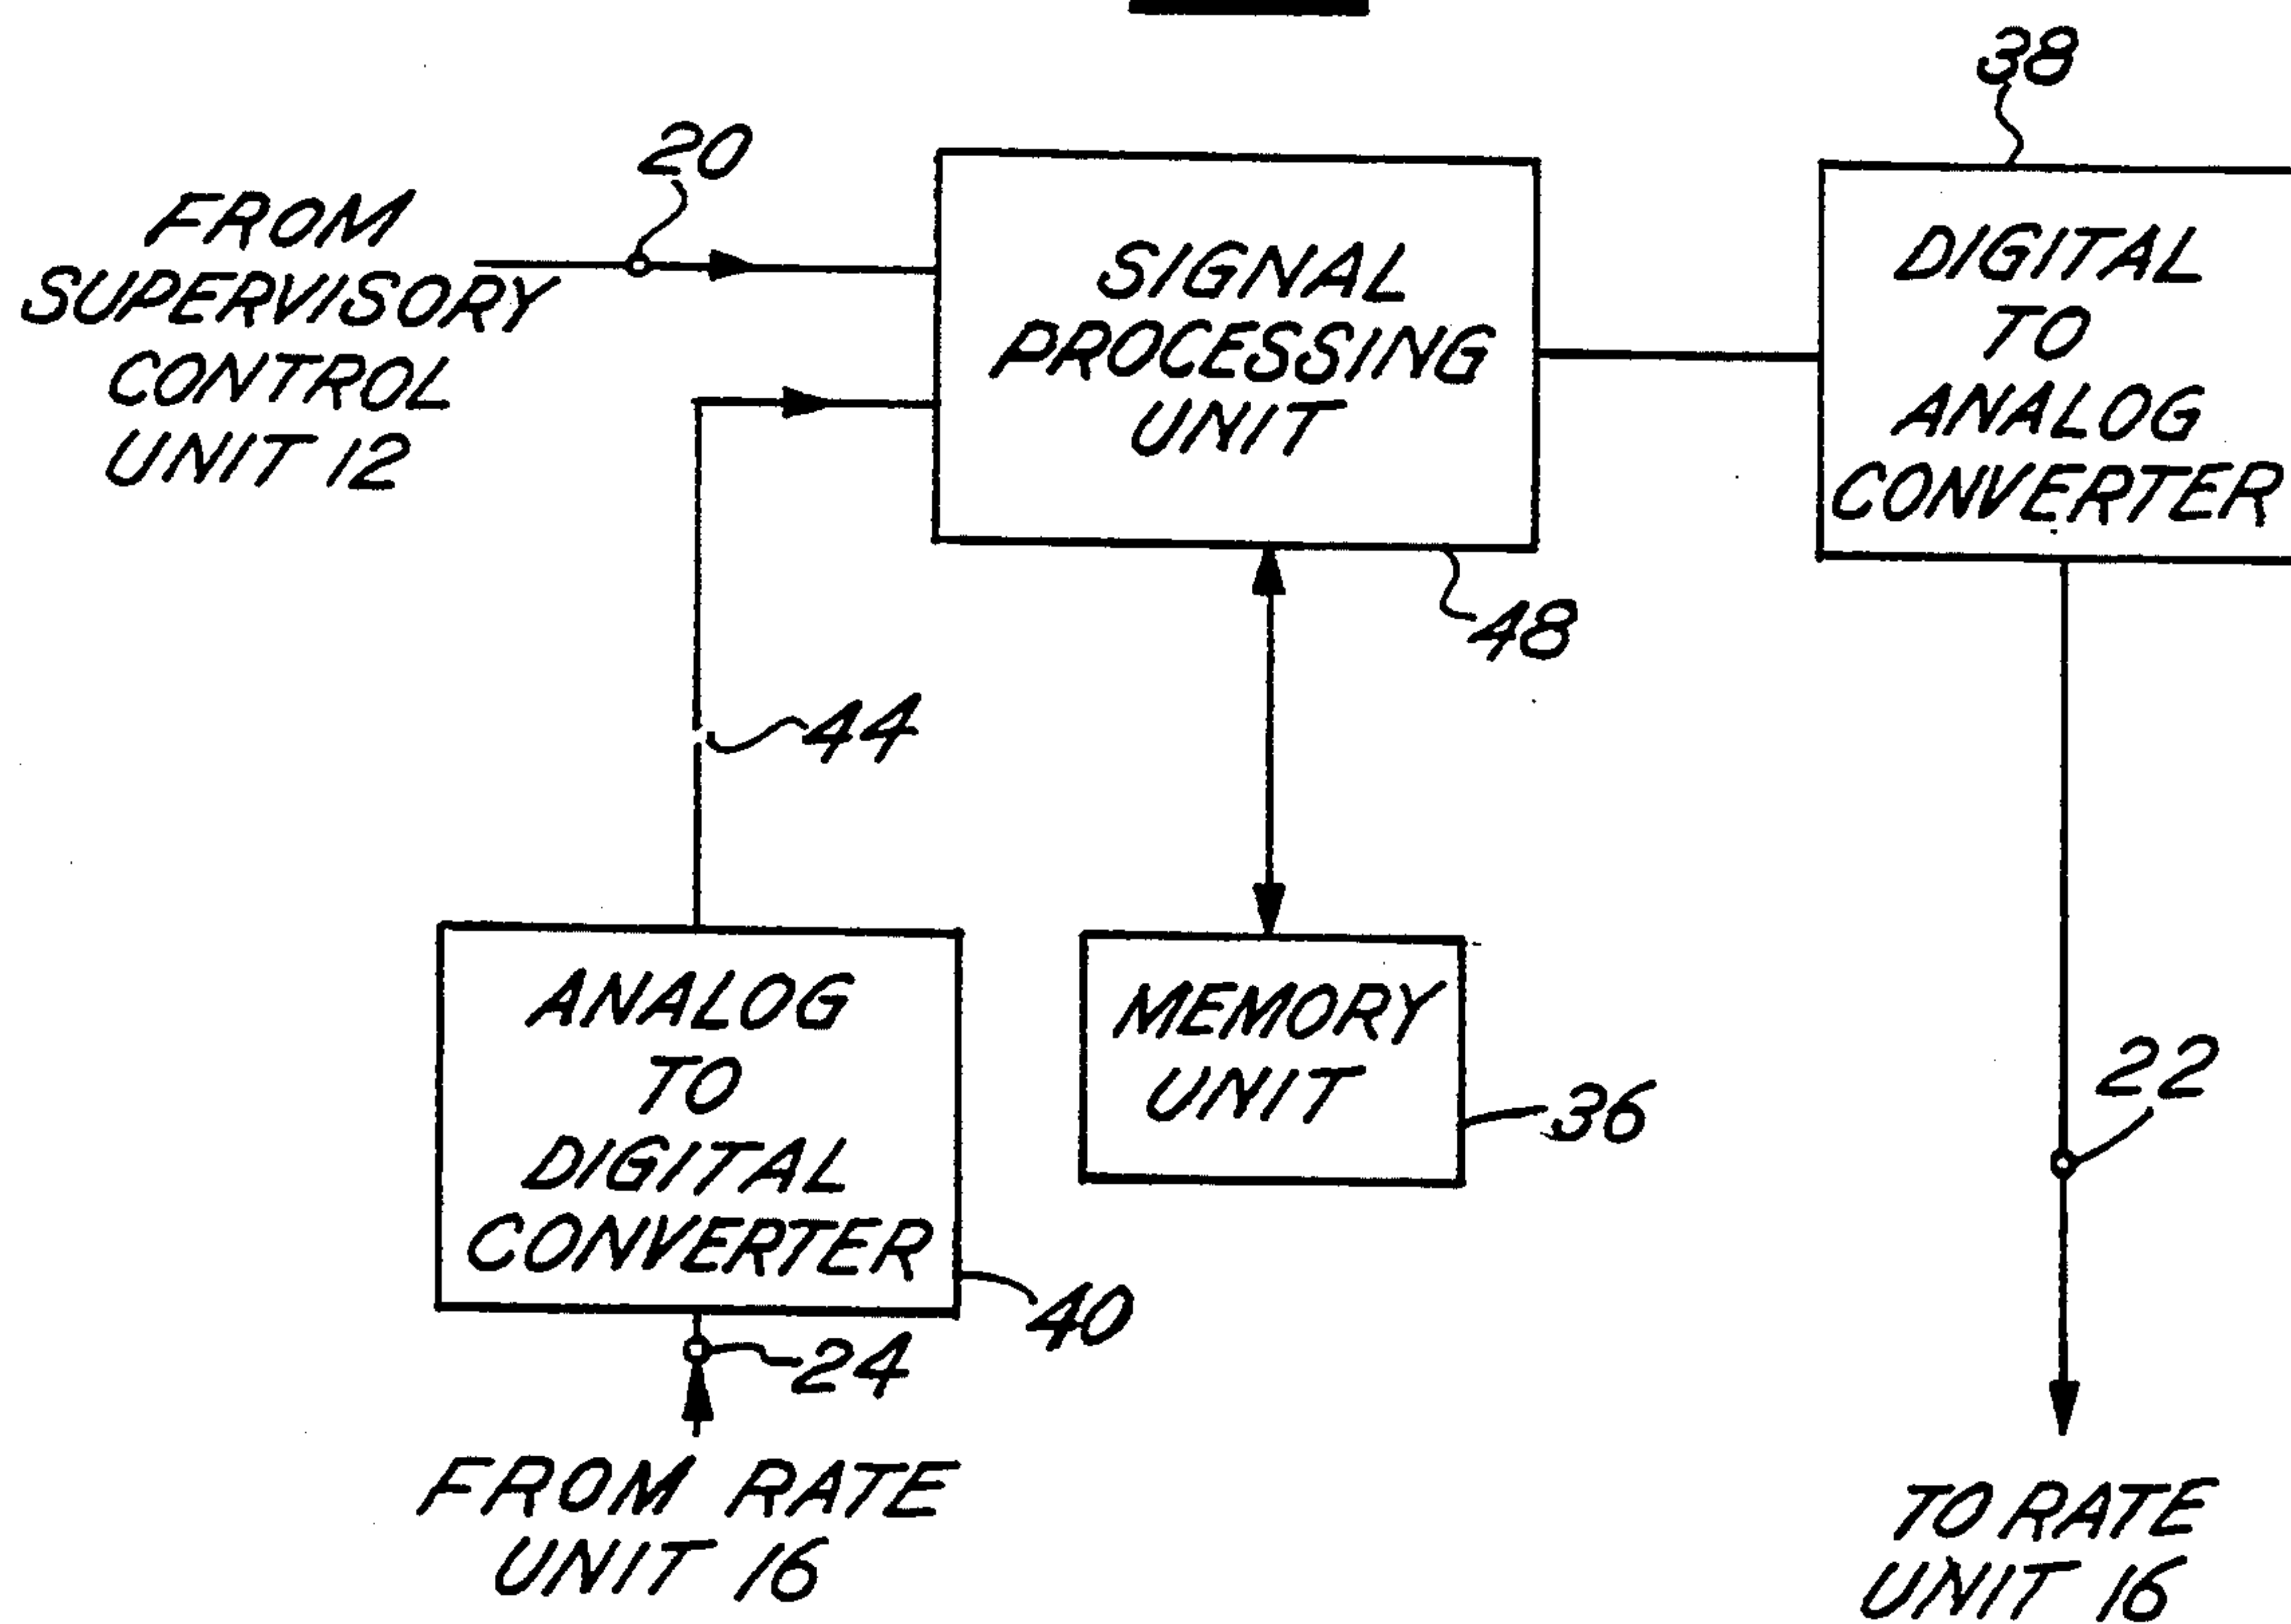 38
20
FROM
SUPERVISORY
CONTROL
UNIT 12
SIGNAL
PROCESSING
UNIT
DIGITAL
TO
ANALOG
CONVERTER
48
44
ANALOG
TO
DIGITAL
CONVERTER
MEMORY
UNIT
36
22
40
24
FROM RATE
UNIT 16
TO RATE
UNIT 16